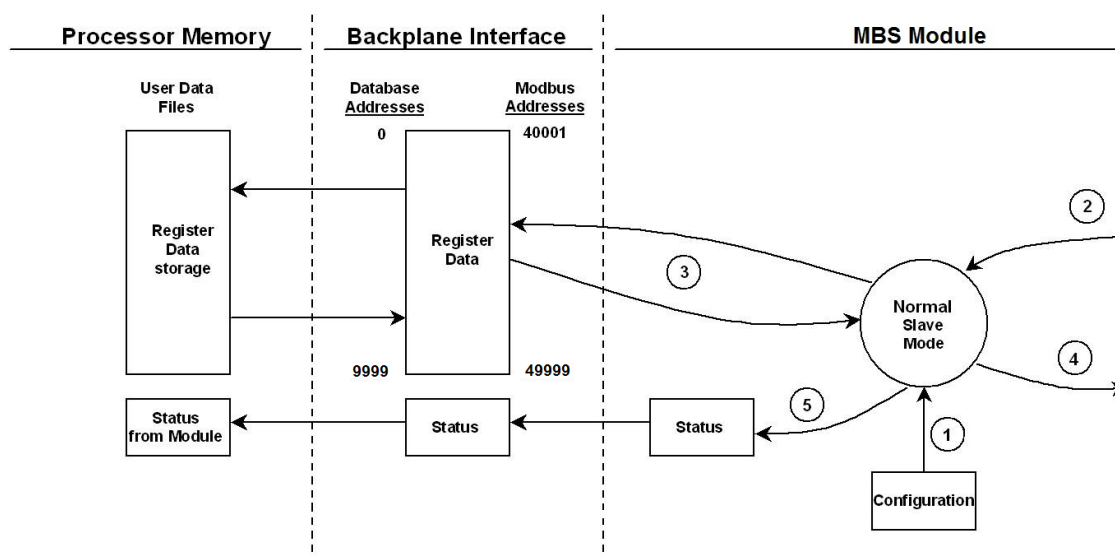 Processor Memory
Backplane Interface
MBS Module
User Data
Files
Database
Addresses
0
Modbus
Addresses
40001
Register
Data
storage
Register
Data
9999
49999
2
3
Normal
Slave
Mode
4
5
1
Status
from Module
Status
Status
Configuration